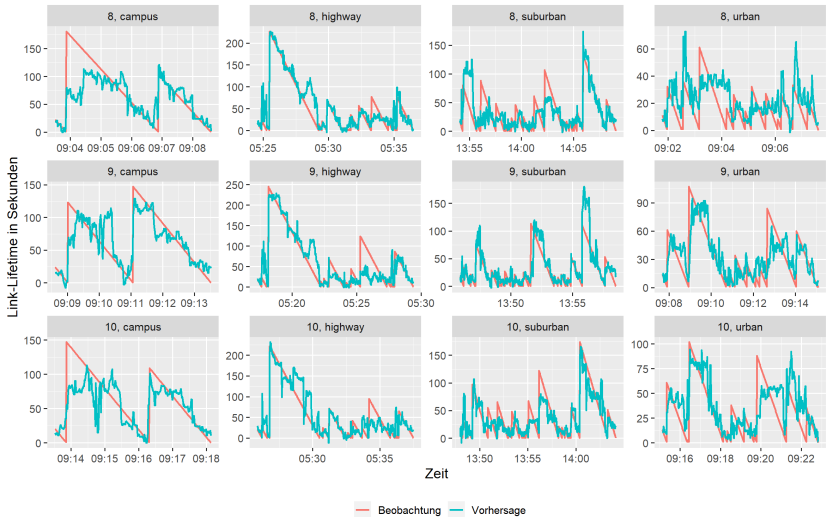 8, campus
8, highway
8, suburban
8, urban
150
100
50
0
09:04 09:05 09:06 09:07 09:08
200
150
100
50
0
05:25 05:30 05:35
150
100
50
0
13:55 14:00 14:05
60
40
20
0
09:02 09:04 09:06
9, campus
9, highway
9, suburban
9, urban
150
100
50
0
09:09 09:10 09:11 09:12 09:13
250
200
150
100
50
0
05:20 05:25 05:30
150
100
50
0
13:50 13:55
90
60
30
0
09:08 09:10 09:12 09:14
10, campus
10, highway
10, suburban
10, urban
150
100
50
0
09:14 09:15 09:16 09:17 09:18
200
150
100
50
0
05:30 05:35
150
100
50
0
13:50 13:55 14:00
100
75
50
25
0
09:16 09:18 09:20 09:22
Link-Lifetime in Sekunden
Zeit
Beobachtung Vorhersage